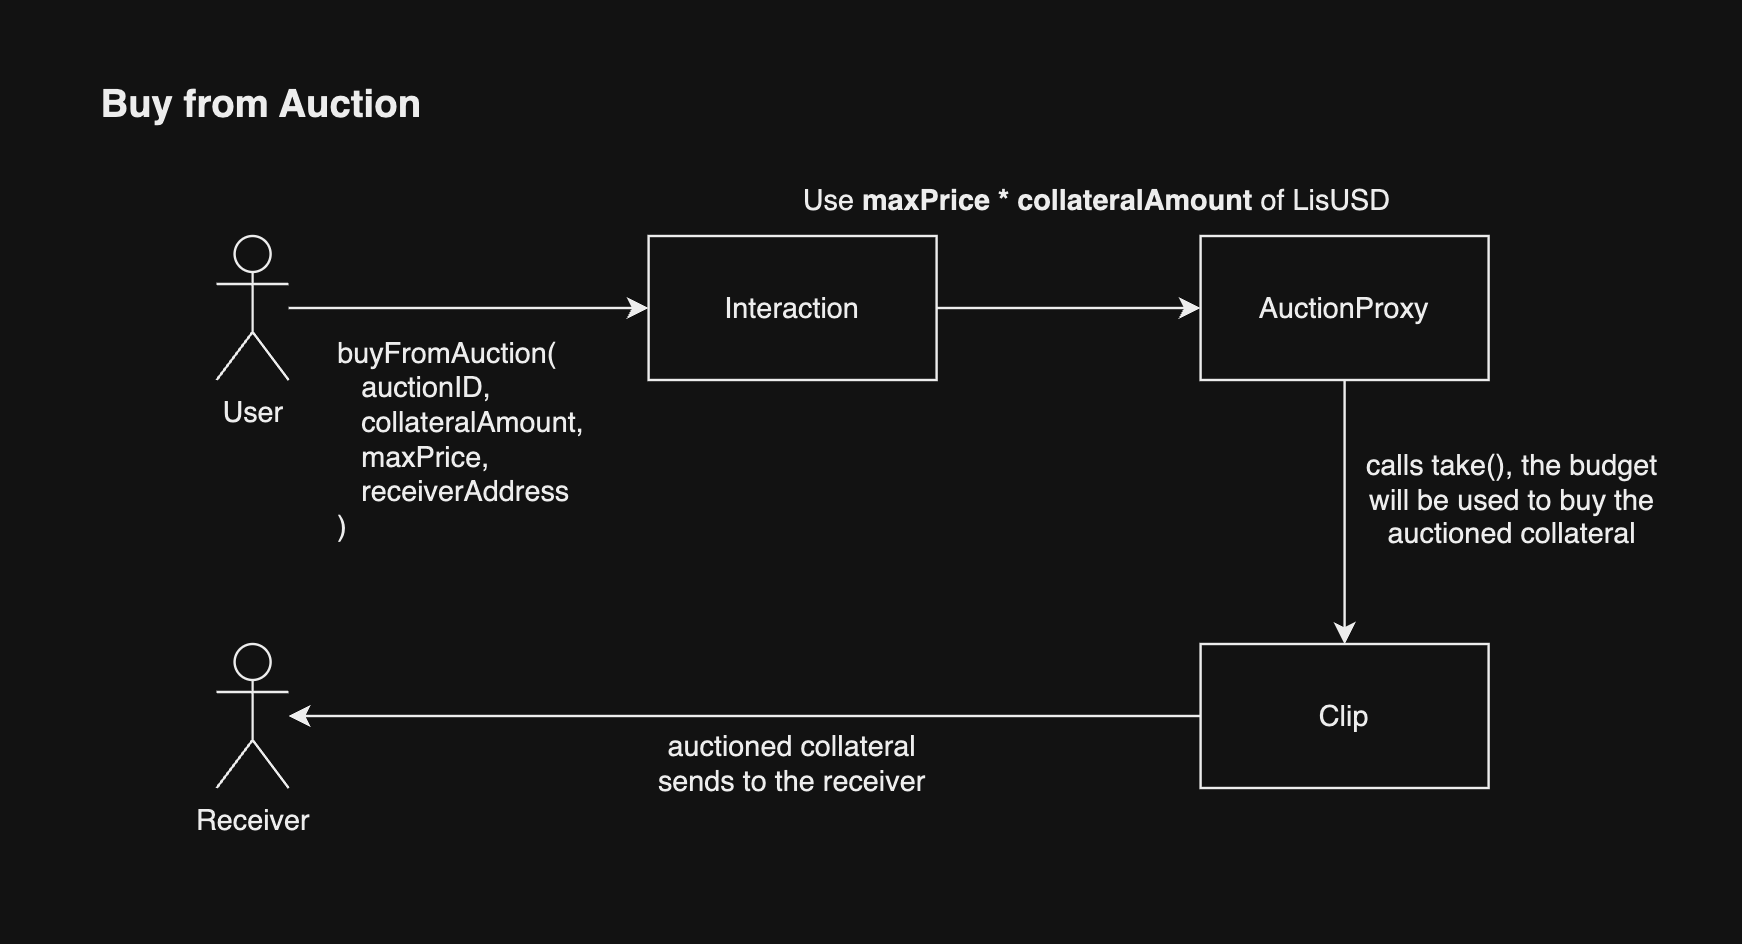 Buy from Auction
Use maxPrice * collateralAmount of LisUSD
Interaction
AuctionProxy
buyFromAuction(
auctionID,
collateralAmount,
maxPrice,
receiverAddress
)
User
calls take(), the budget
will be used to buy the
auctioned collateral
Clip
auctioned collateral
sends to the receiver
Receiver